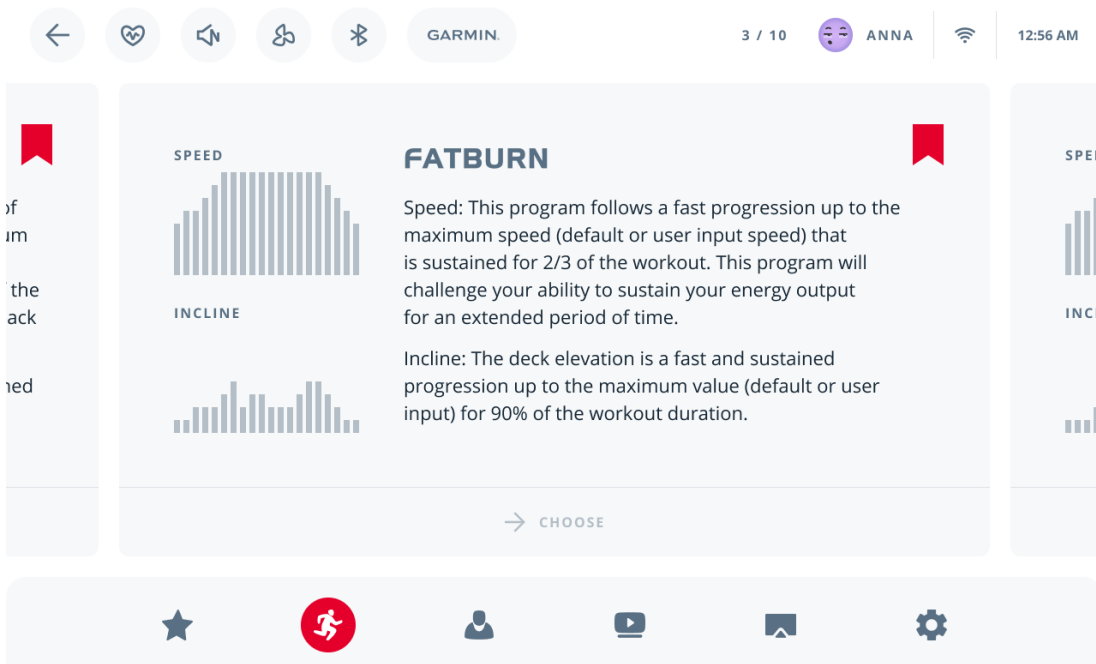 GARMIN.
3 / 10
ANNA
12:56 AM
SPEED
FATBURN
Speed: This program follows a fast progression up to the
maximum speed (default or user input speed) that
is sustained for 2/3 of the workout. This program will
challenge your ability to sustain your energy output
for an extended period of time.
INCLINE
Incline: The deck elevation is a fast and sustained
progression up to the maximum value (default or user
input) for 90% of the workout duration.
CHOOSE
of
the